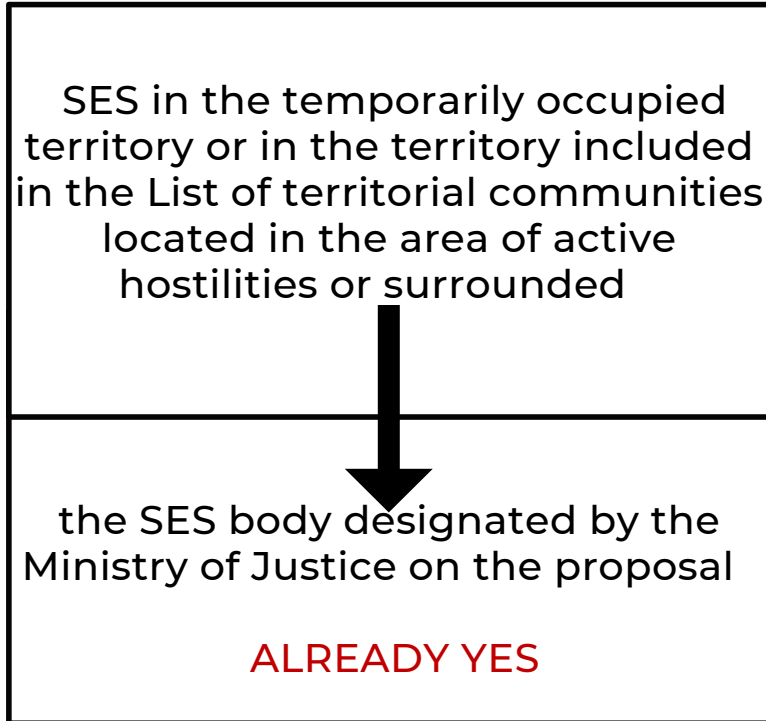 SES in the temporarily occupied
territory or in the territory included
in the List of territorial communities
located in the area of active
hostilities or surrounded
the SES body designated by the
Ministry of Justice on the proposal
ALREADY YES